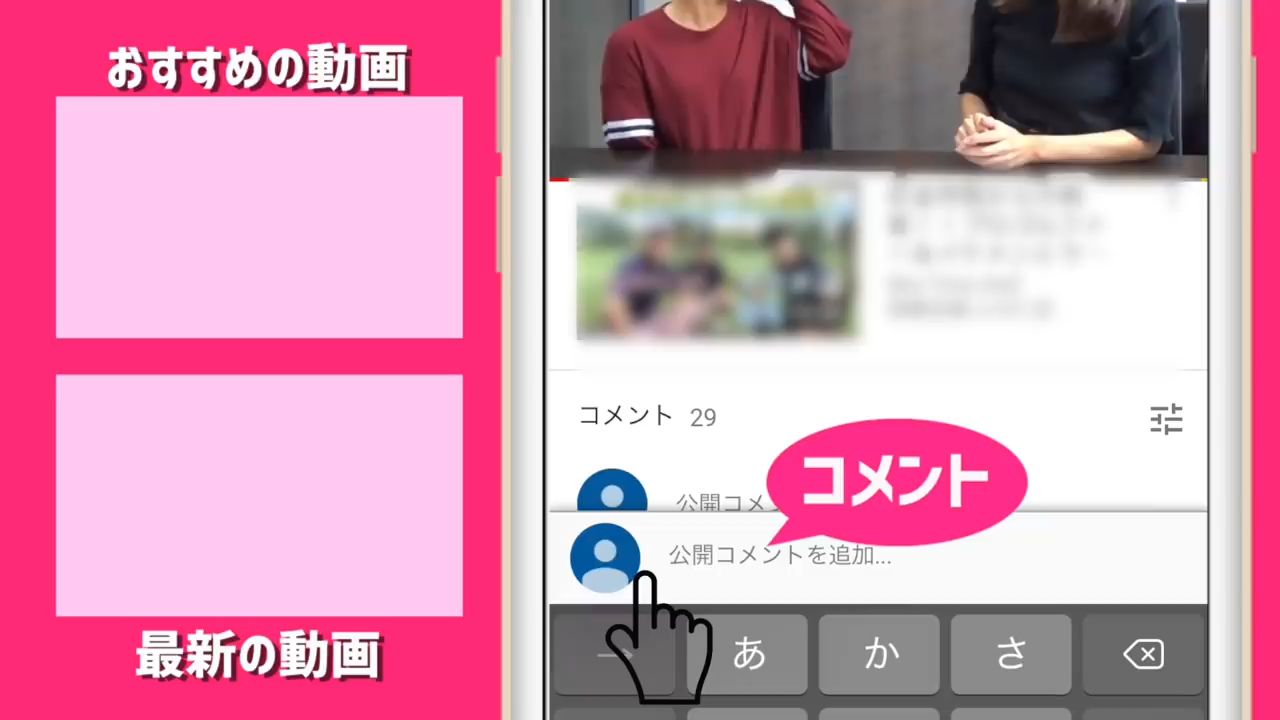 おすすめの動画
最新の動画
コメント 29
コメント
公開コメン
公開コメントを追加...
あ
か
さ